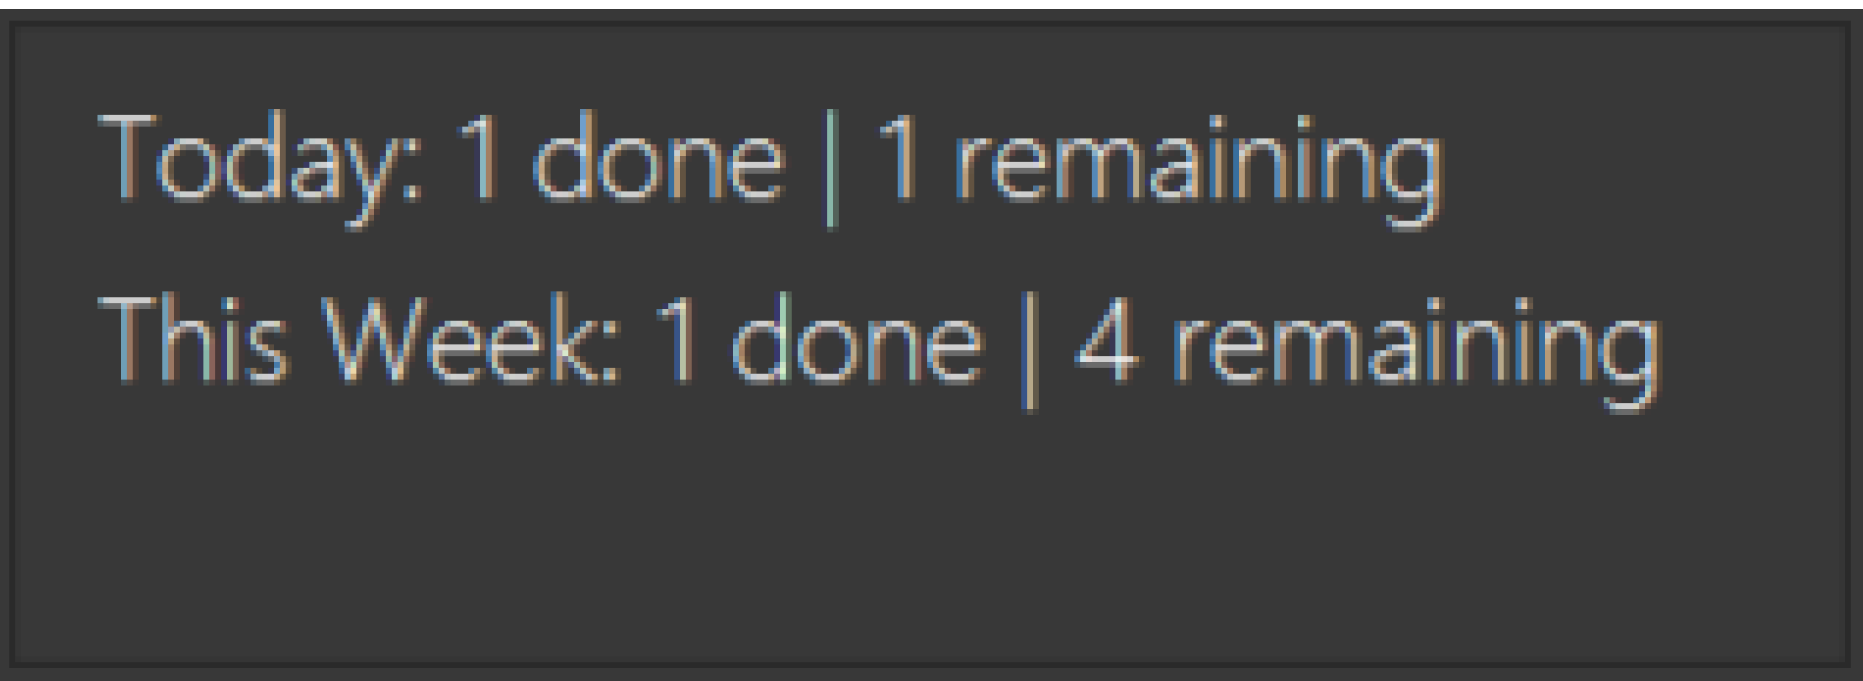 Today: 1 done | 1 remaining
This Week: 1 done | 4 remaining